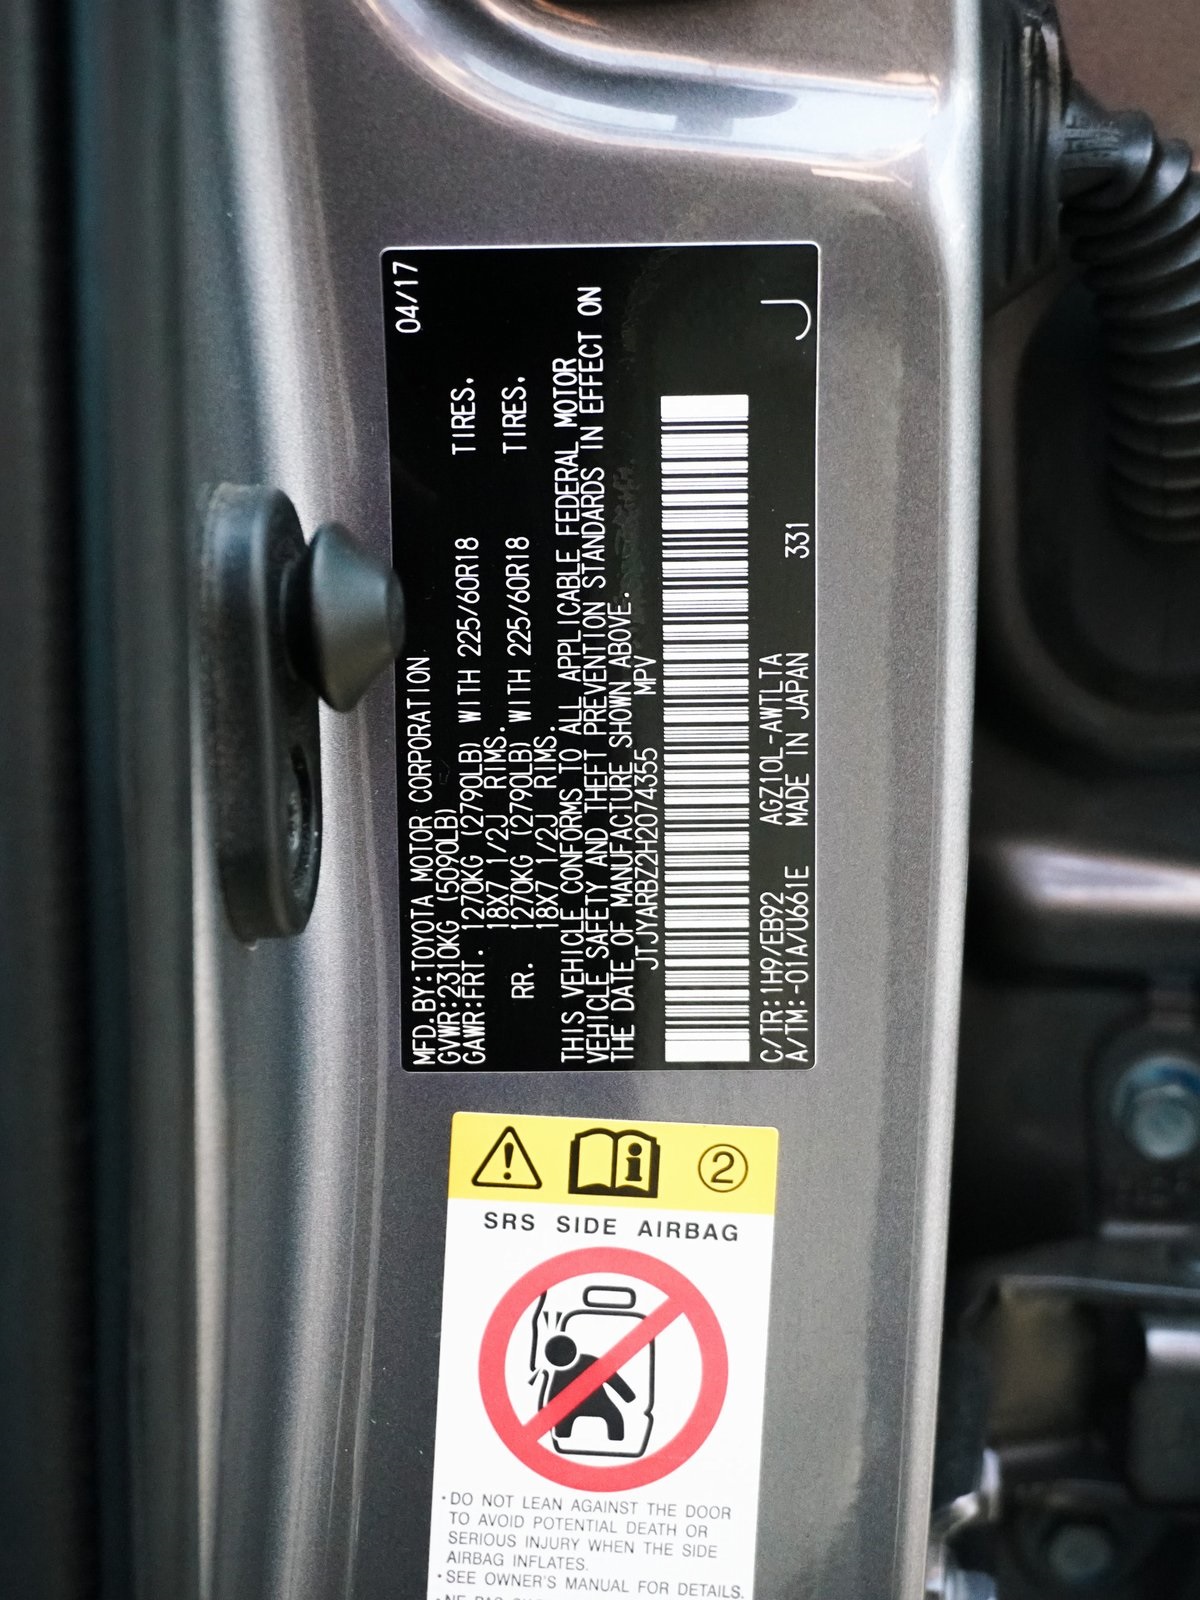 04/17
MFD.BY:TOYOTA MOTOR CORPORATION
GVWR:2310KG (5090LB)
GAWR:FRT. 1270KG (2790LB) WITH 225/60R18 TIRES.
18X7 1/2J RIMS.
RR. 1270KG (2790LB) WITH 225/60R18 TIRES.
18X7 1/2J RIMS.
THIS VEHICLE CONFORMS TO ALL APPLICABLE FEDERAL MOTOR
VEHICLE SAFETY AND THEFT PREVENTION STANDARDS IN EFFECT ON
THE DATE OF MANUFACTURE SHOWN ABOVE.
JTJYARBZ2H2074355 MPV
C/TR:1H9/EB92 AGZ10L-AWTLTA
A/TM:-01A/U661E MADE IN JAPAN 331 J
2
SRS SIDE AIRBAG
・DO NOT LEAN AGAINST THE DOOR
TO AVOID POTENTIAL DEATH OR
SERIOUS INJURY WHEN THE SIDE
AIRBAG INFLATES.
・SEE OWNER'S MANUAL FOR DETAILS.